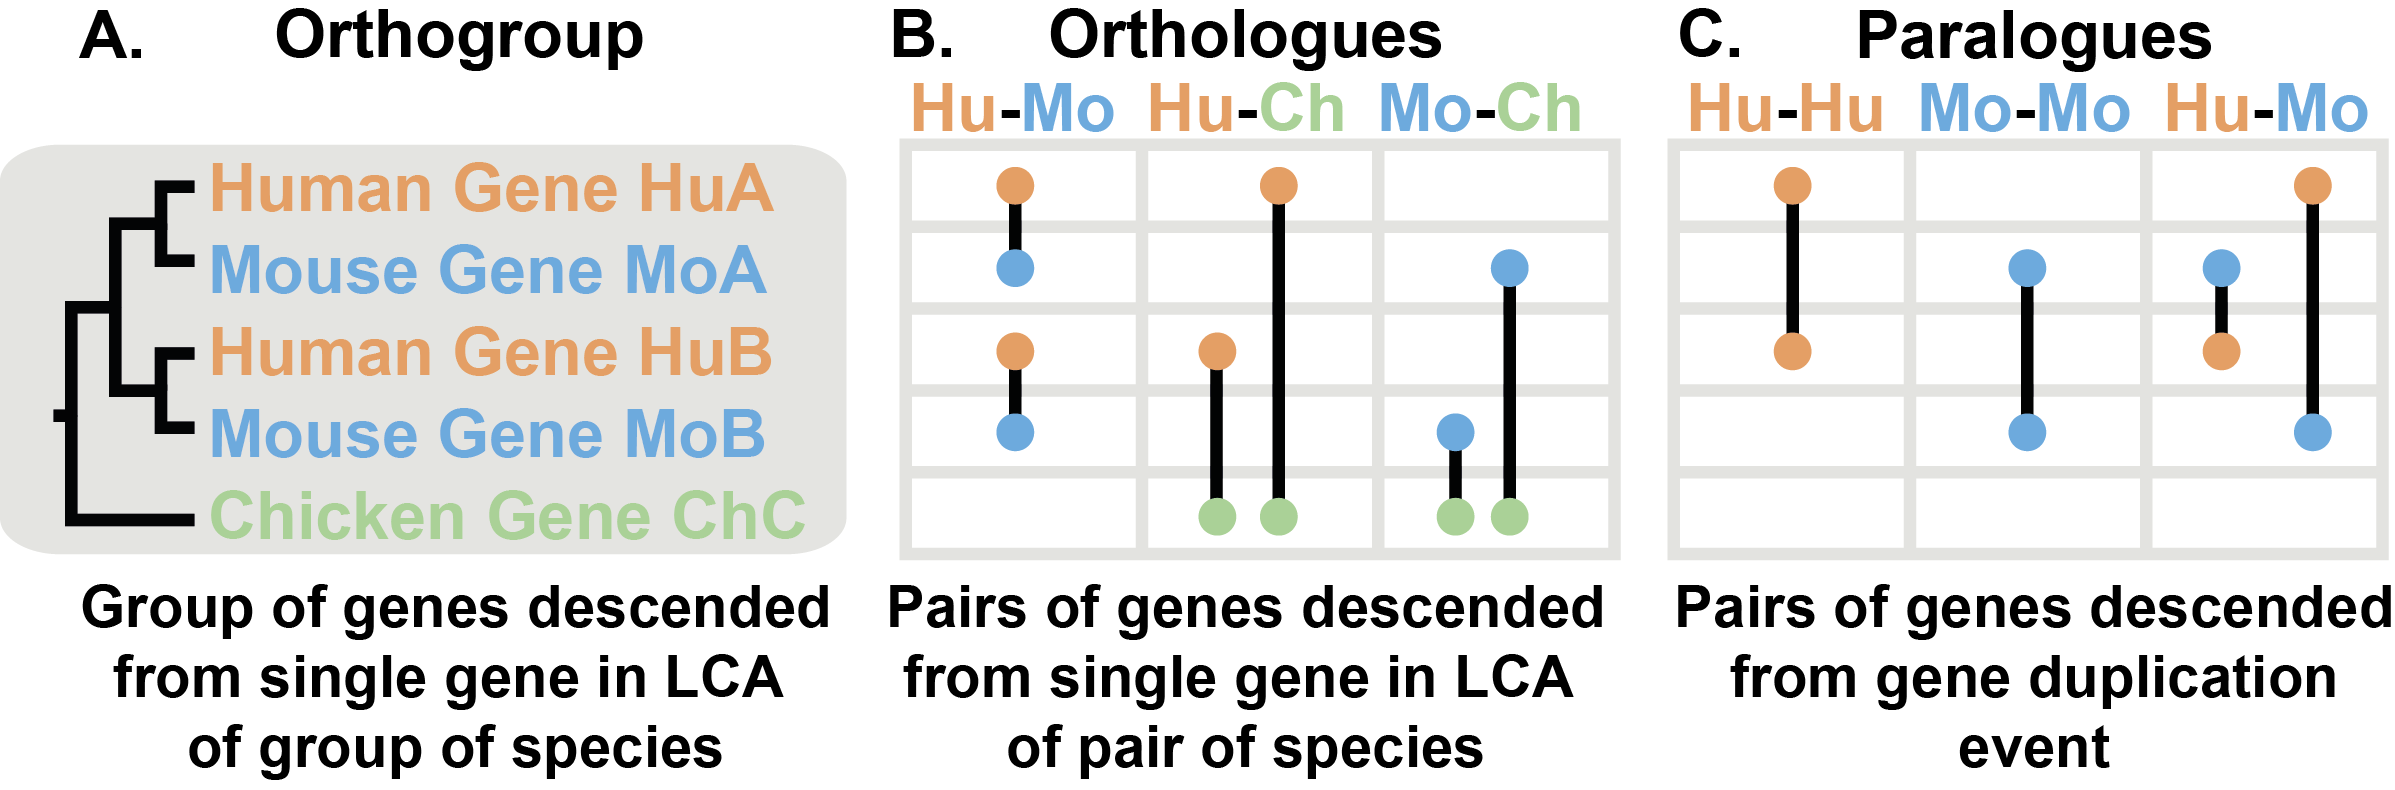 A. Orthogroup
Human Gene HuA
Mouse Gene MoA
Human Gene HuB
Mouse Gene MoB
Chicken Gene ChC
Group of genes descended
from single gene in LCA
of group of species
B. Orthologues
Hu-Mo Hu-Ch Mo-Ch
Pairs of genes descended
from single gene in LCA
of pair of species
C. Paralogues
Hu-Hu Mo-Mo Hu-Mo
Pairs of genes descended
from gene duplication
event